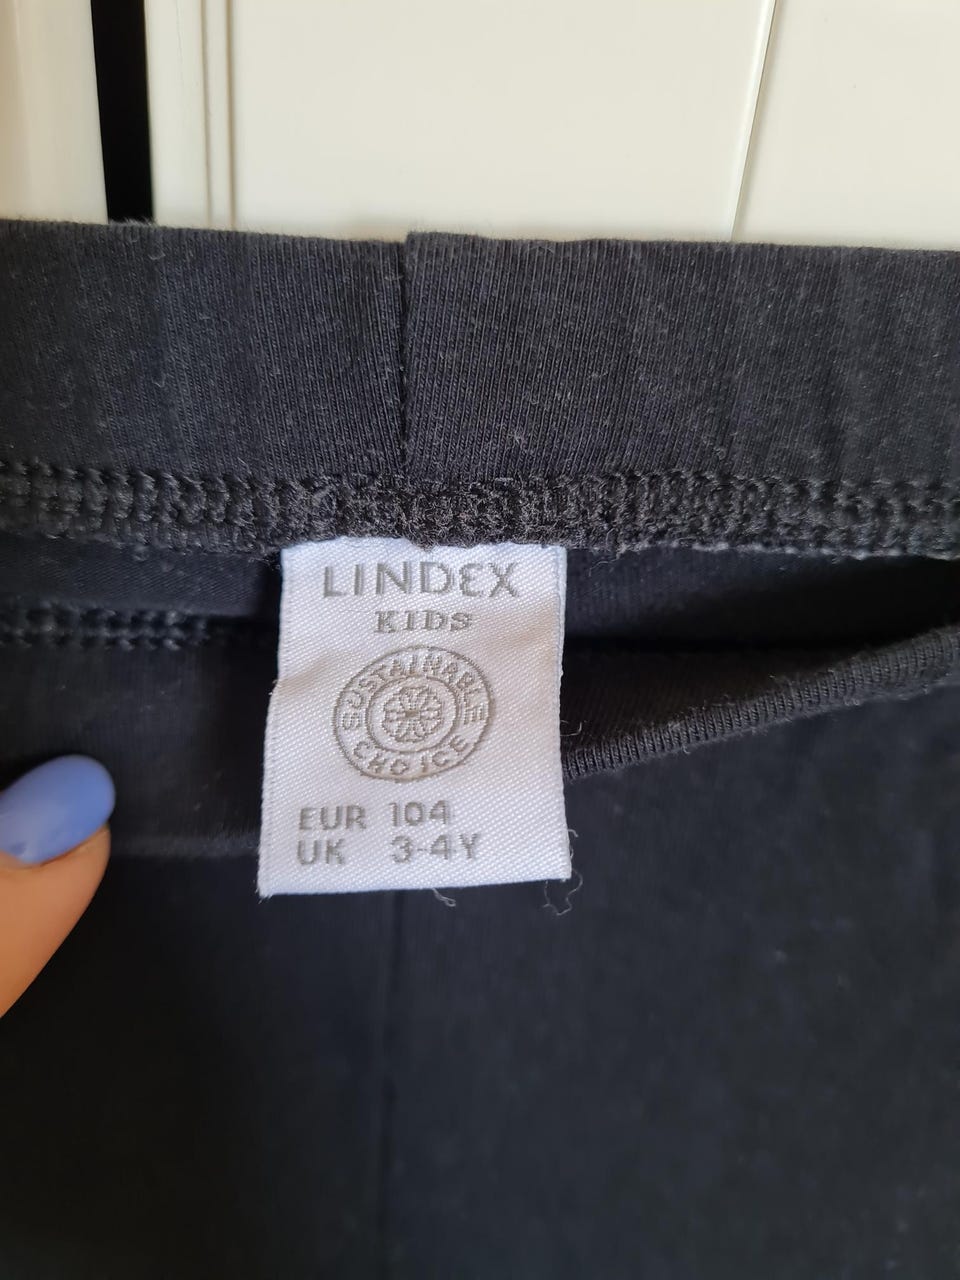 LINDEX
KIDS
SUSTAINABLE
CHOICE
EUR 104
UK 3-4Y